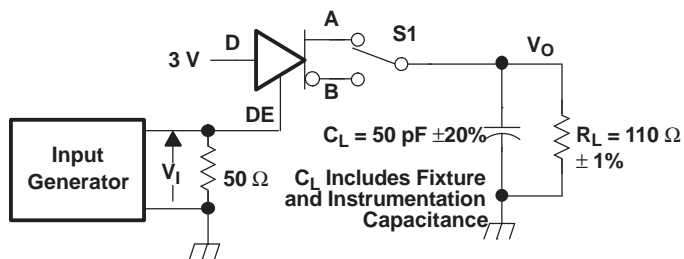 A
S1
D
3 V
B
DE
V_O
Input
Generator
V_I
50 Ω
C_L = 50 pF ±20%
R_L = 110 Ω
± 1%
C_L Includes Fixture
and Instrumentation
Capacitance